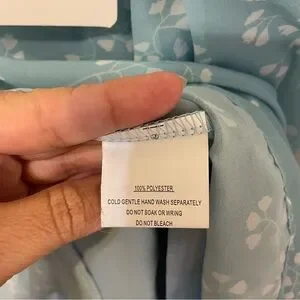 100% POLYESTER
COLD GENTLE HAND WASH SEPARATELY
DO NOT SOAK OR WRING
DO NOT BLEACH